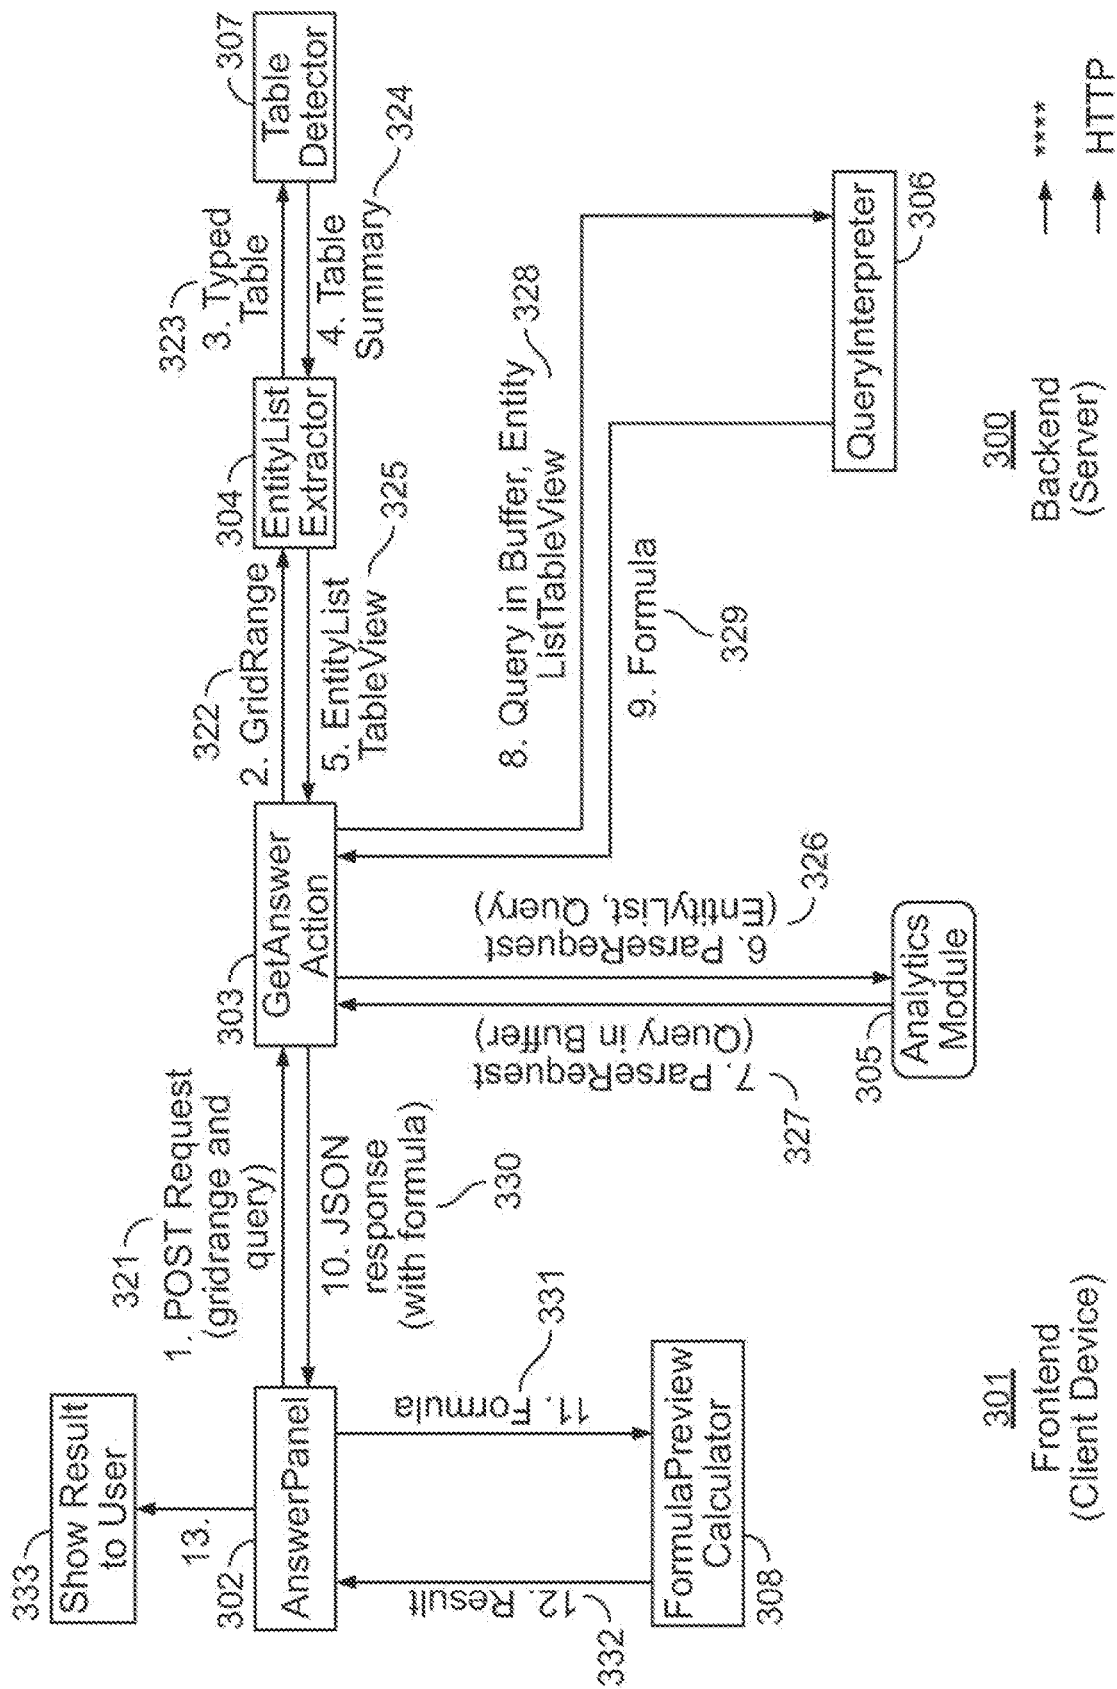 333
Show Result
to User
13.
302
AnswerPanel
11. Formula
331
12. Result
332
FormulaPreview
Calculator
308
321
1. POST Request
(gridrange and
query)
10. JSON
response
(with formula)
330
303
GetAnswer
Action
6. ParseRequest
(EntityList, Query)
326
7. ParseRequest
(Query in Buffer)
327
305
Analytics
Module
322
2. GridRange
5. EntityList
TableView
325
304
EntityList
Extractor
323
3. Typed
Table
4. Table
Summary
324
307
Table
Detector
8. Query in Buffer, Entity
ListTableView
328
9. Formula
329
QueryInterpreter
306
301
Frontend
(Client Device)
300
Backend
(Server)
****
HTTP